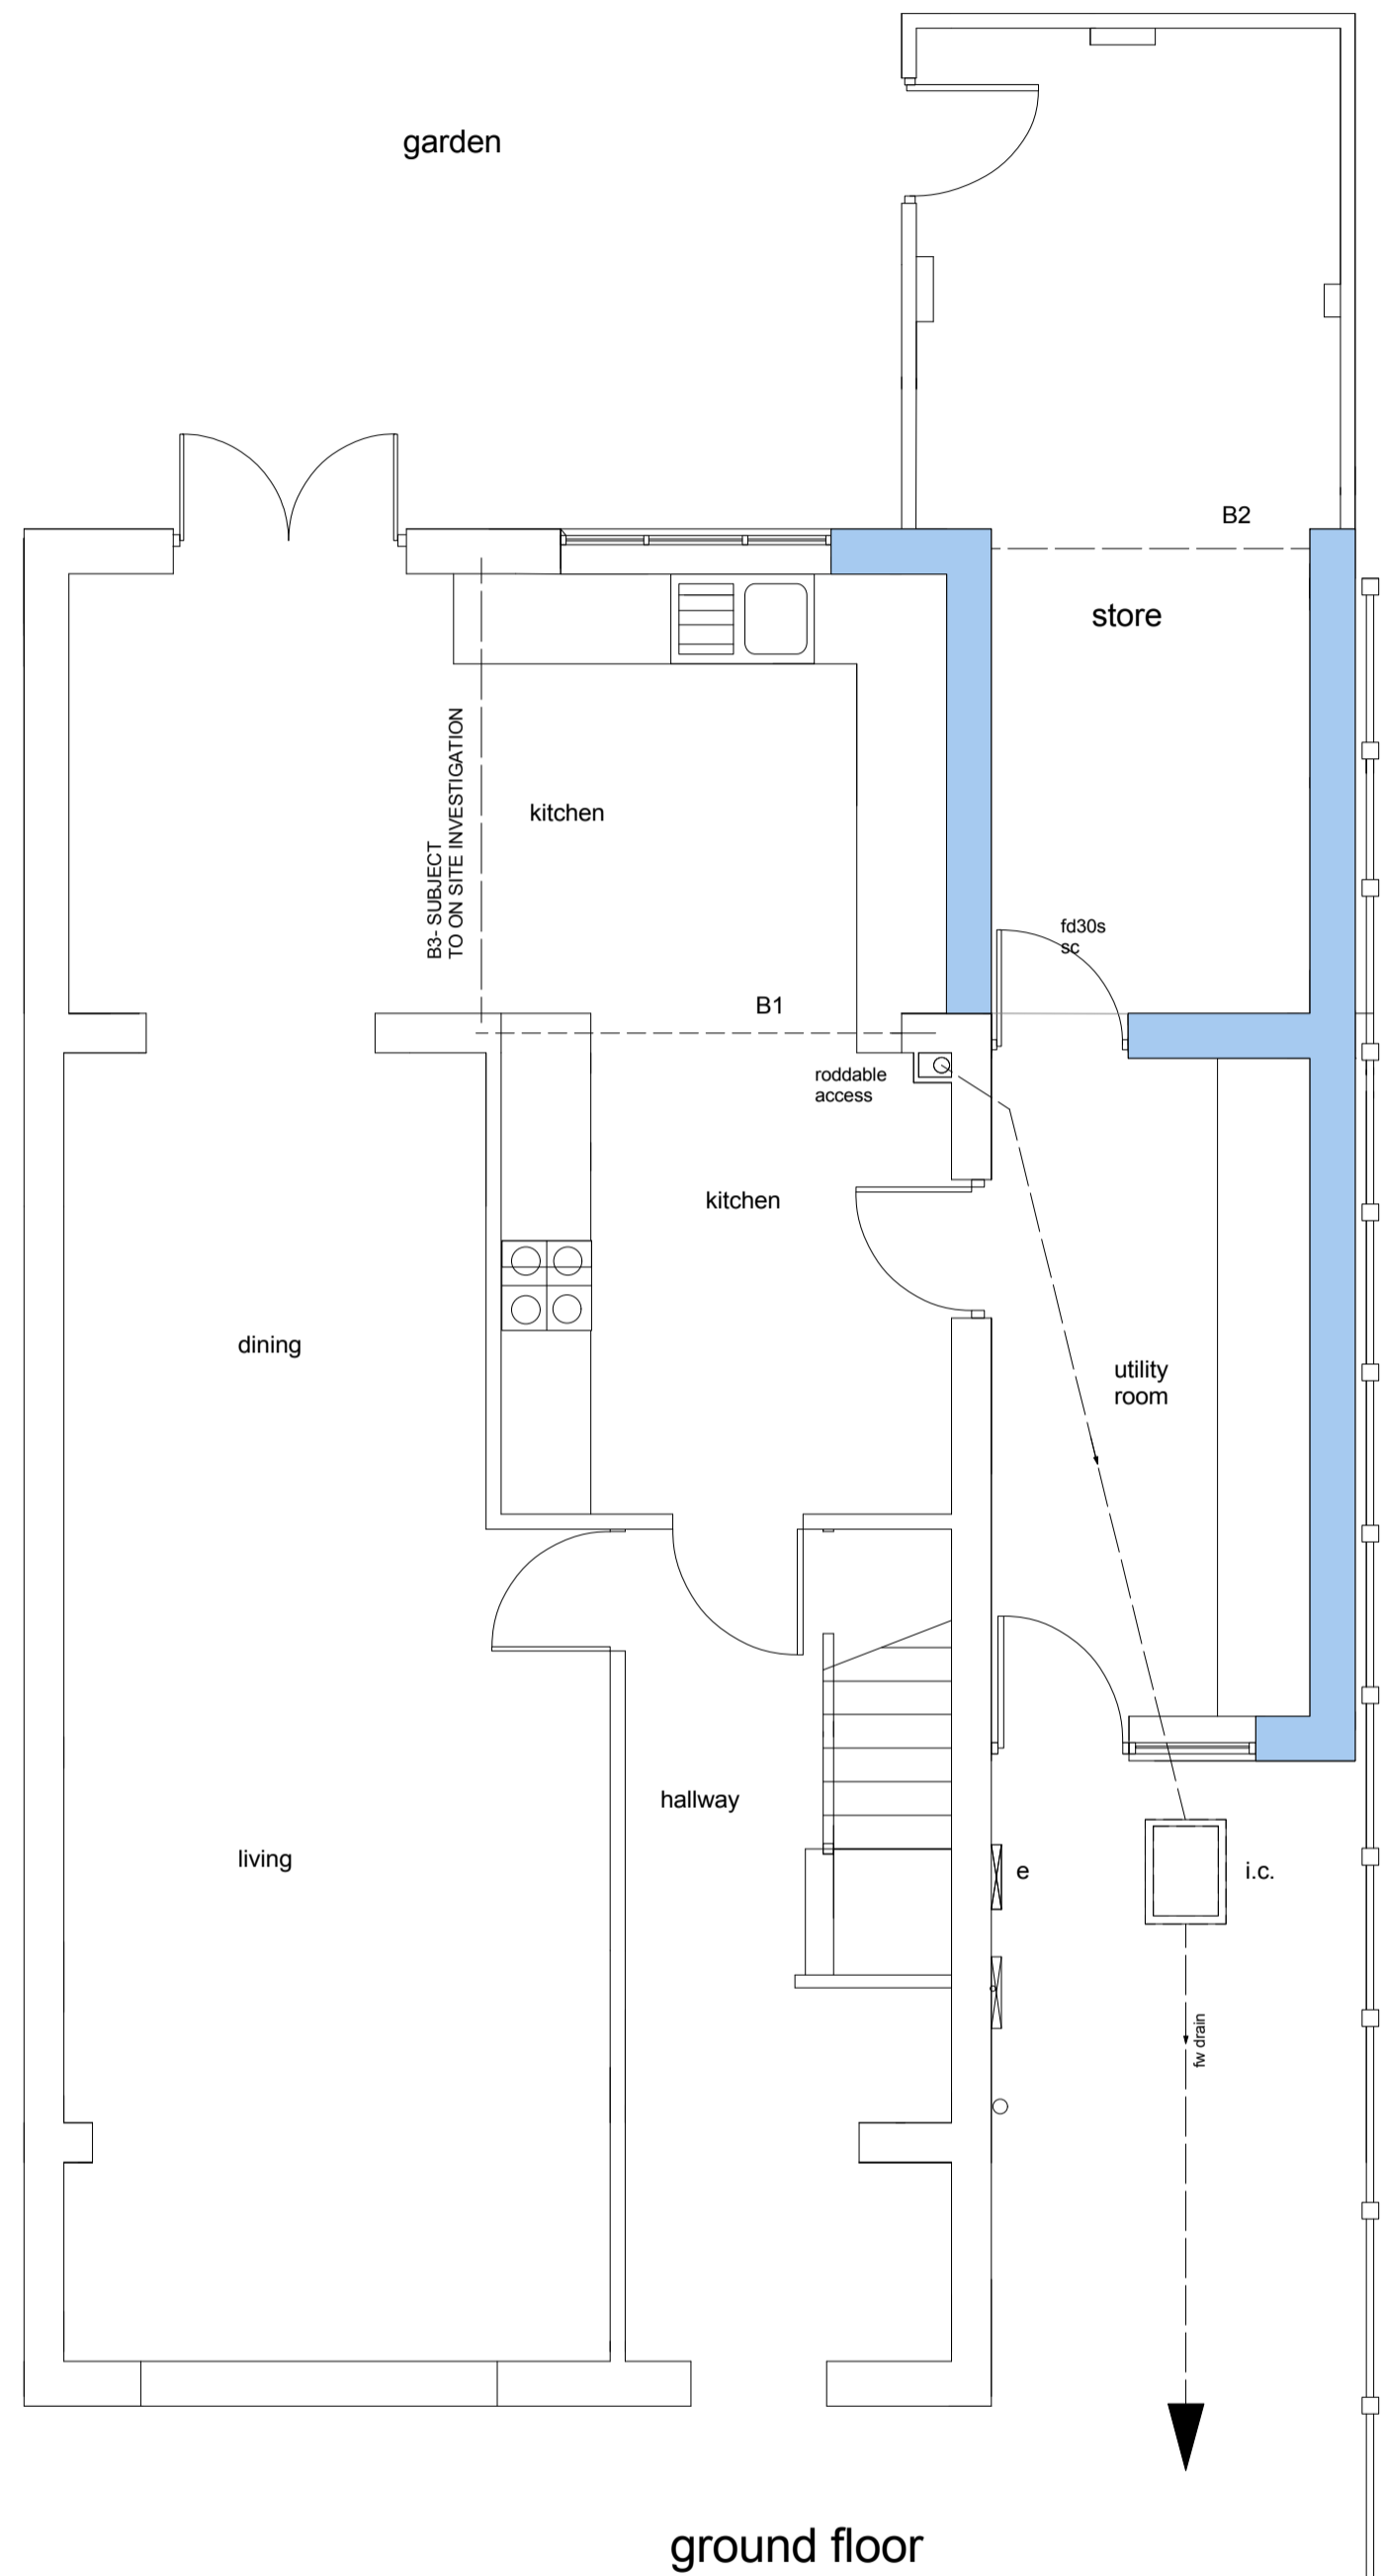 garden
B2
store
B3- SUBJECT
TO ON SITE INVESTIGATION
kitchen
fd30s
sc
B1
roddable
access
kitchen
dining
utility
room
hallway
living
e
i.c.
fw drain
ground floor